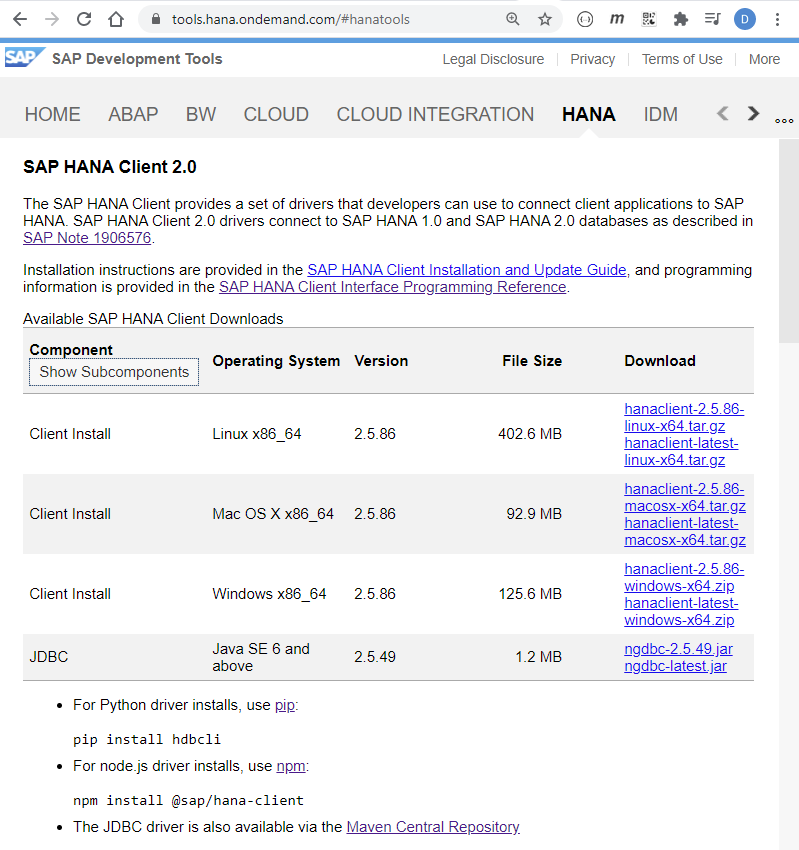 tools.hana.ondemand.com/#hanatools
D
SAP SAP Development Tools Legal Disclosure Privacy Terms of Use More
HOME ABAP BW CLOUD CLOUD INTEGRATION HANA IDM
SAP HANA Client 2.0
The SAP HANA Client provides a set of drivers that developers can use to connect client applications to SAP
HANA. SAP HANA Client 2.0 drivers connect to SAP HANA 1.0 and SAP HANA 2.0 databases as described in
SAP Note 1906576.
Installation instructions are provided in the SAP HANA Client Installation and Update Guide, and programming
information is provided in the SAP HANA Client Interface Programming Reference.
Available SAP HANA Client Downloads
Component
Show Subcomponents
Operating System Version File Size Download
Client Install Linux x86_64 2.5.86 402.6 MB
hanaclient-2.5.86-
linux-x64.tar.gz
hanaclient-latest-
linux-x64.tar.gz
Client Install Mac OS X x86_64 2.5.86 92.9 MB
hanaclient-2.5.86-
macosx-x64.tar.gz
hanaclient-latest-
macosx-x64.tar.gz
Client Install Windows x86_64 2.5.86 125.6 MB
hanaclient-2.5.86-
windows-x64.zip
hanaclient-latest-
windows-x64.zip
JDBC
Java SE 6 and
above
2.5.49 1.2 MB
ngdbc-2.5.49.jar
ngdbc-latest.jar
• For Python driver installs, use pip:
pip install hdbcli
• For node.js driver installs, use npm:
npm install @sap/hana-client
• The JDBC driver is also available via the Maven Central Repository